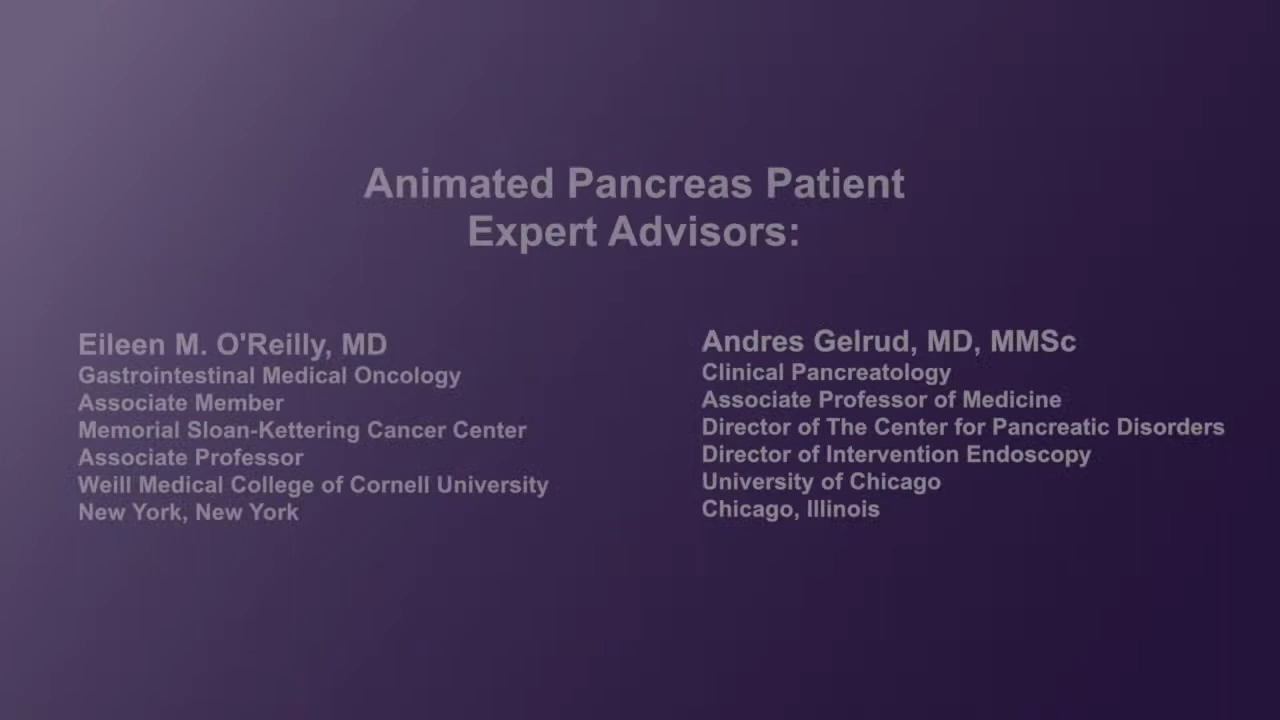 Animated Pancreas Patient
Expert Advisors:
Eileen M. O'Reilly, MD
Gastrointestinal Medical Oncology
Associate Member
Memorial Sloan-Kettering Cancer Center
Associate Professor
Weill Medical College of Cornell University
New York, New York
Andres Gelrud, MD, MMSc
Clinical Pancreatology
Associate Professor of Medicine
Director of The Center for Pancreatic Disorders
Director of Intervention Endoscopy
University of Chicago
Chicago, Illinois